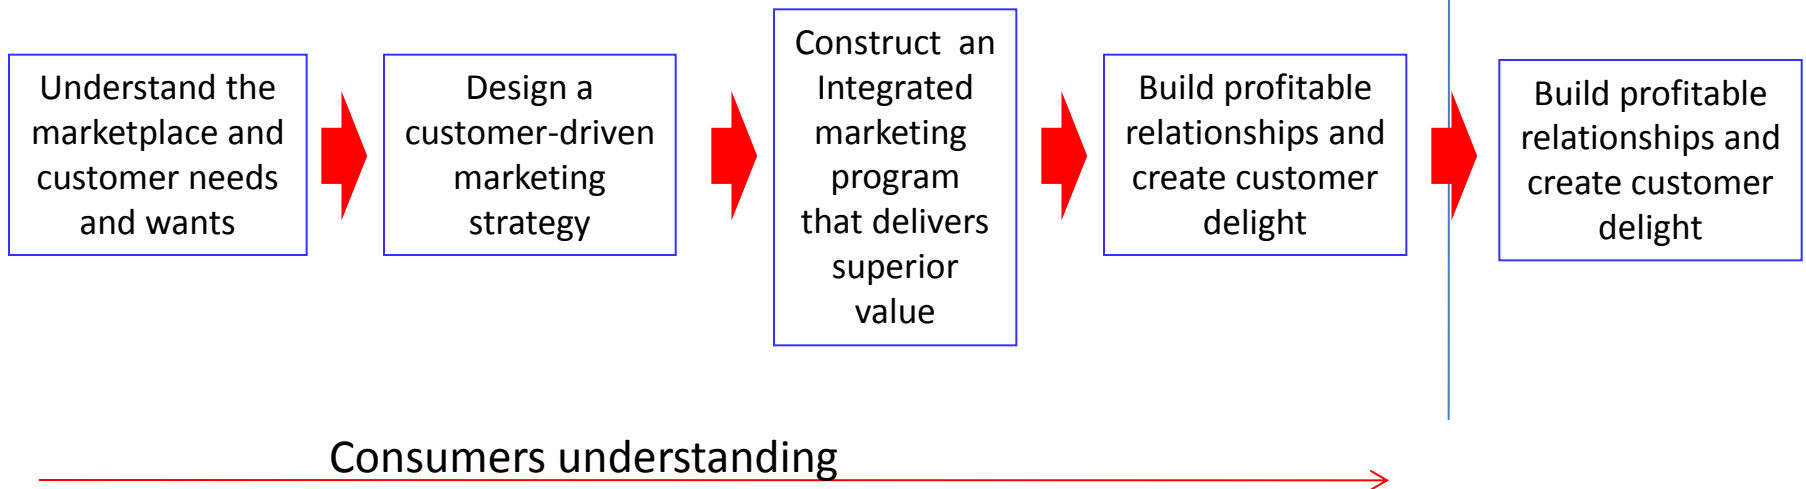 Understand the
marketplace and
customer needs
and wants
Design a
customer-driven
marketing
strategy
Construct an
Integrated
marketing
program
that delivers
superior
value
Build profitable
relationships and
create customer
delight
Build profitable
relationships and
create customer
delight
Consumers understanding